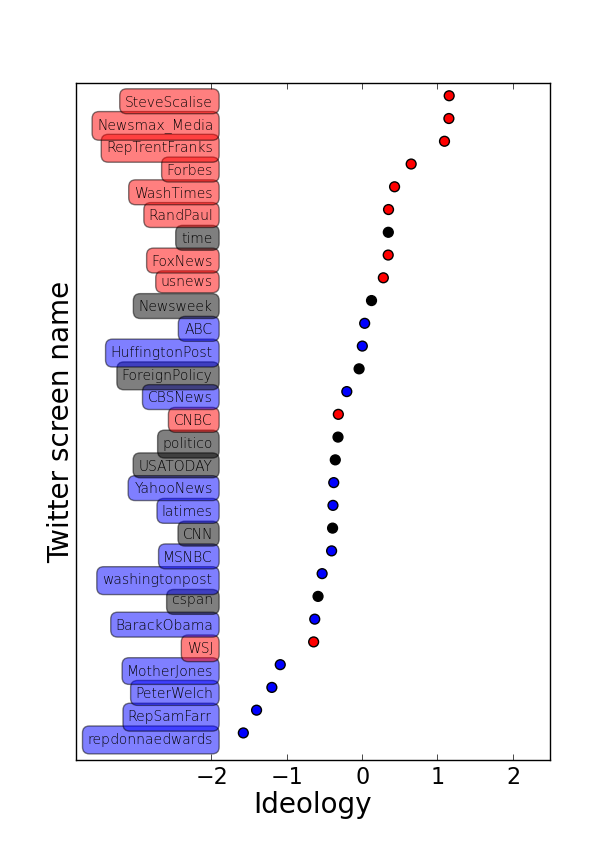 SteveScalise
Newsmax_Media
RepTrentFranks
Forbes
WashTimes
RandPaul
time
FoxNews
usnews
Newsweek
ABC
HuffingtonPost
ForeignPolicy
CBSNews
CNBC
politico
USATODAY
YahooNews
latimes
CNN
MSNBC
washingtonpost
cspan
BarackObama
WSJ
MotherJones
PeterWelch
RepSamFarr
repdonnaedwards
Twitter screen name
−2 −1 0 1 2
Ideology